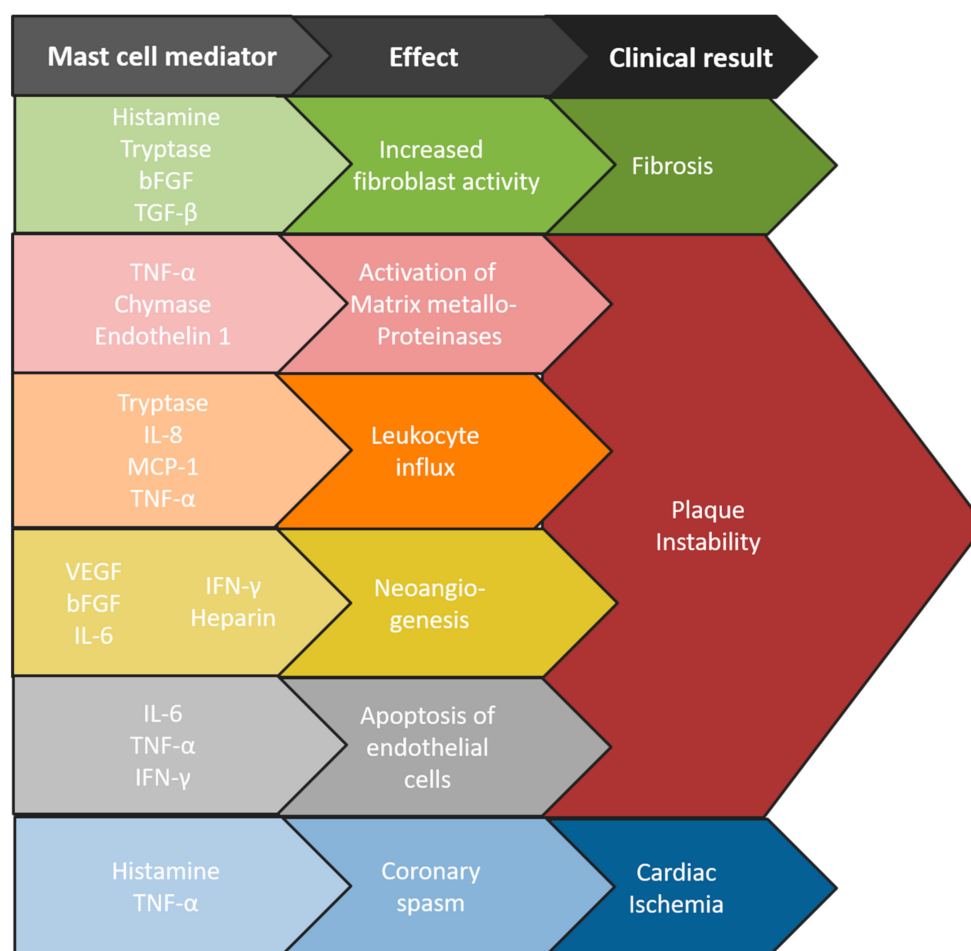 Mast cell mediator
Effect
Clinical result
Histamine
Tryptase
bFGF
TGF-β
Increased
fibroblast activity
Fibrosis
TNF-α
Chymase
Endothelin 1
Activation of
Matrix metallo-
Proteinases
Tryptase
IL-8
MCP-1
TNF-α
Leukocyte
influx
Plaque
Instability
VEGF
bFGF
IL-6
IFN-γ
Heparin
Neoangio-
genesis
IL-6
TNF-α
IFN-γ
Apoptosis of
endothelial
cells
Histamine
TNF-α
Coronary
spasm
Cardiac
Ischemia